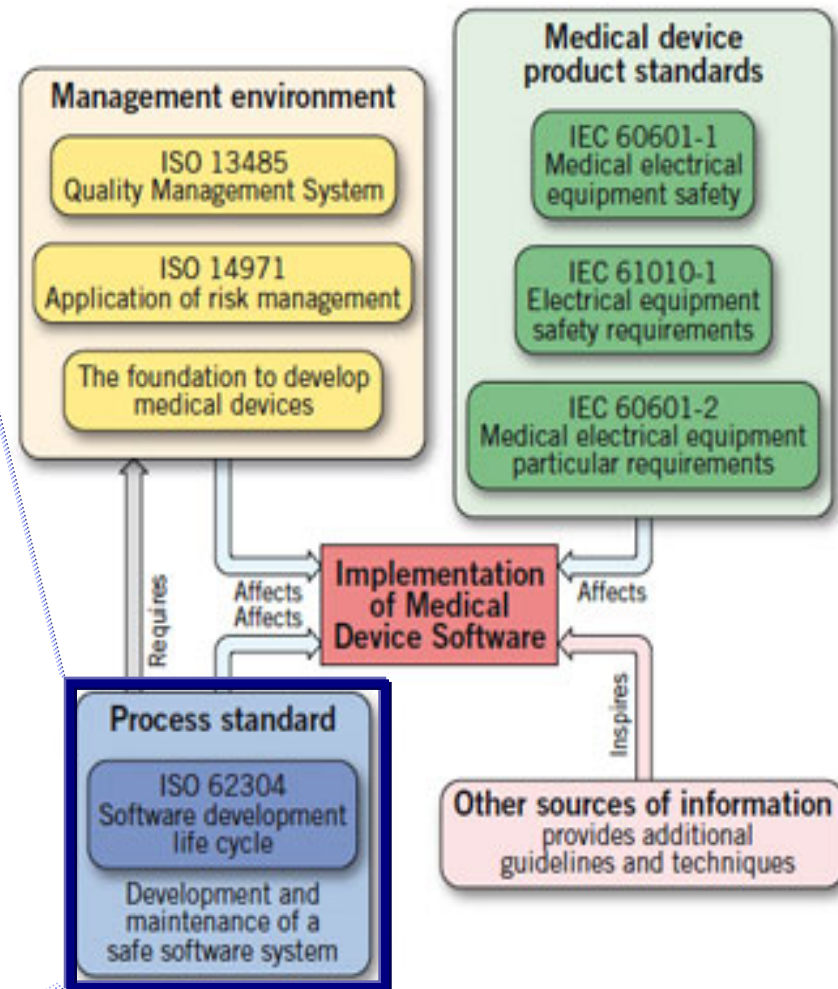 Management environment
ISO 13485
Quality Management System
ISO 14971
Application of risk management
The foundation to develop
medical devices
Medical device
product standards
IEC 60601-1
Medical electrical
equipment safety
IEC 61010-1
Electrical equipment
safety requirements
IEC 60601-2
Medical electrical equipment
particular requirements
Requires
Affects
Affects
Implementation
of Medical
Device Software
Affects
Inspires
Process standard
ISO 62304
Software development
life cycle
Development and
maintenance of a
safe software system
Other sources of information
provides additional
guidelines and techniques